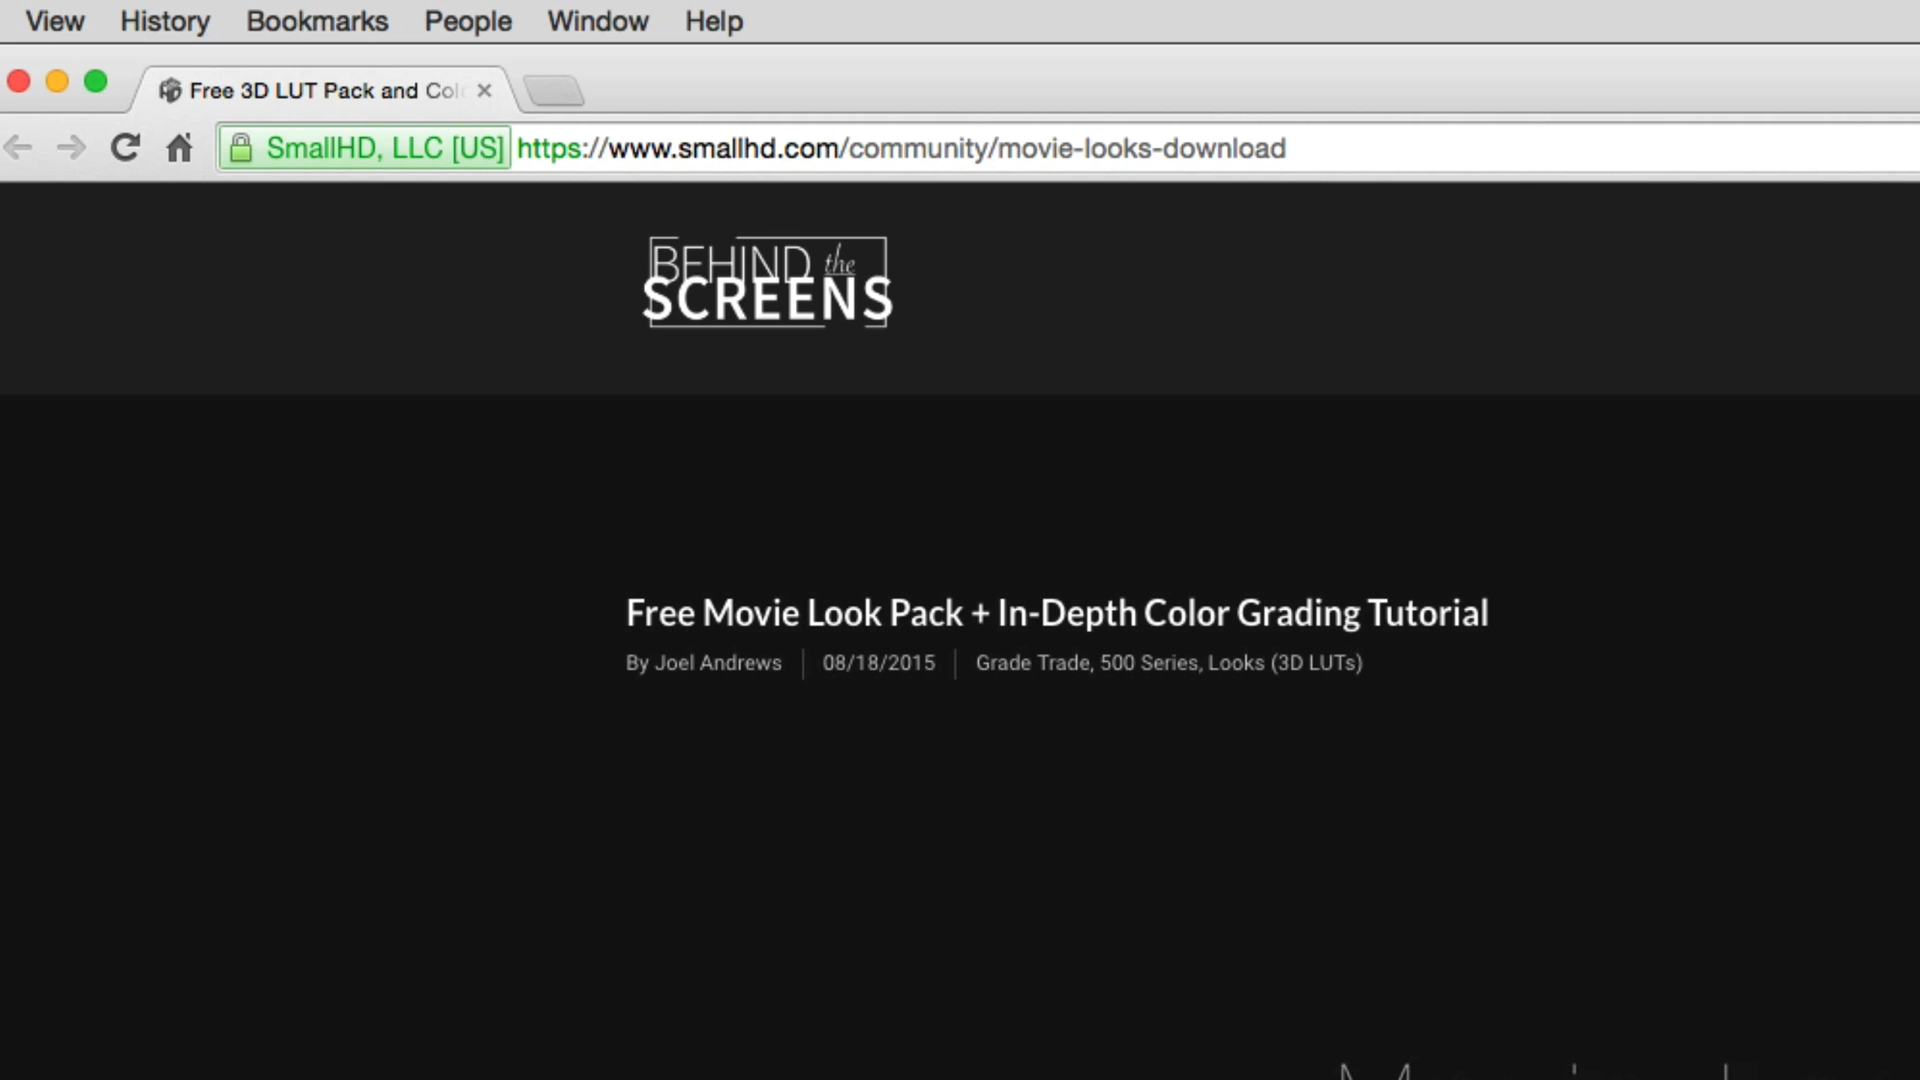 View History Bookmarks People Window Help
Free 3D LUT Pack and Col
SmallHD, LLC [US] https://www.smallhd.com/community/movie-looks-download
BEHIND the
SCREENS
Free Movie Look Pack + In-Depth Color Grading Tutorial
By Joel Andrews 08/18/2015 Grade Trade, 500 Series, Looks (3D LUTs)